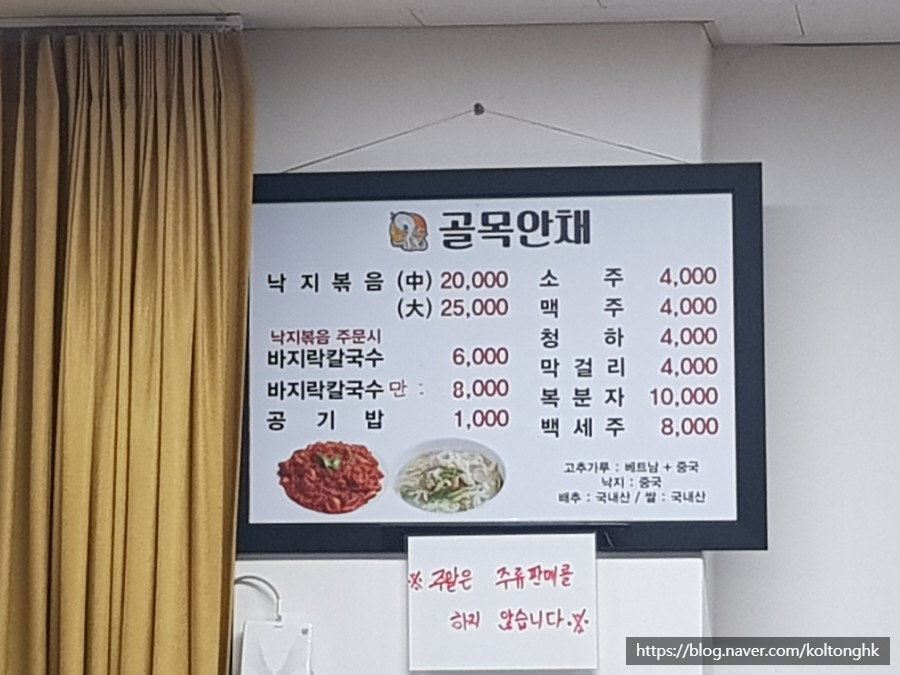 골목안채
낙지볶음 (中) 20,000
(大) 25,000
낙지볶음 주문시
바지락칼국수 6,000
바지락칼국수만 : 8,000
공기밥 1,000
소주 4,000
맥주 4,000
청하 4,000
막걸리 4,000
복분자 10,000
백세주 8,000
고추가루 : 베트남 + 중국
낙지 : 중국
배추 : 국내산 / 쌀 : 국내산
※ 주말은 주류판매를
하지 않습니다.※
https://blog.naver.com/koltonghk